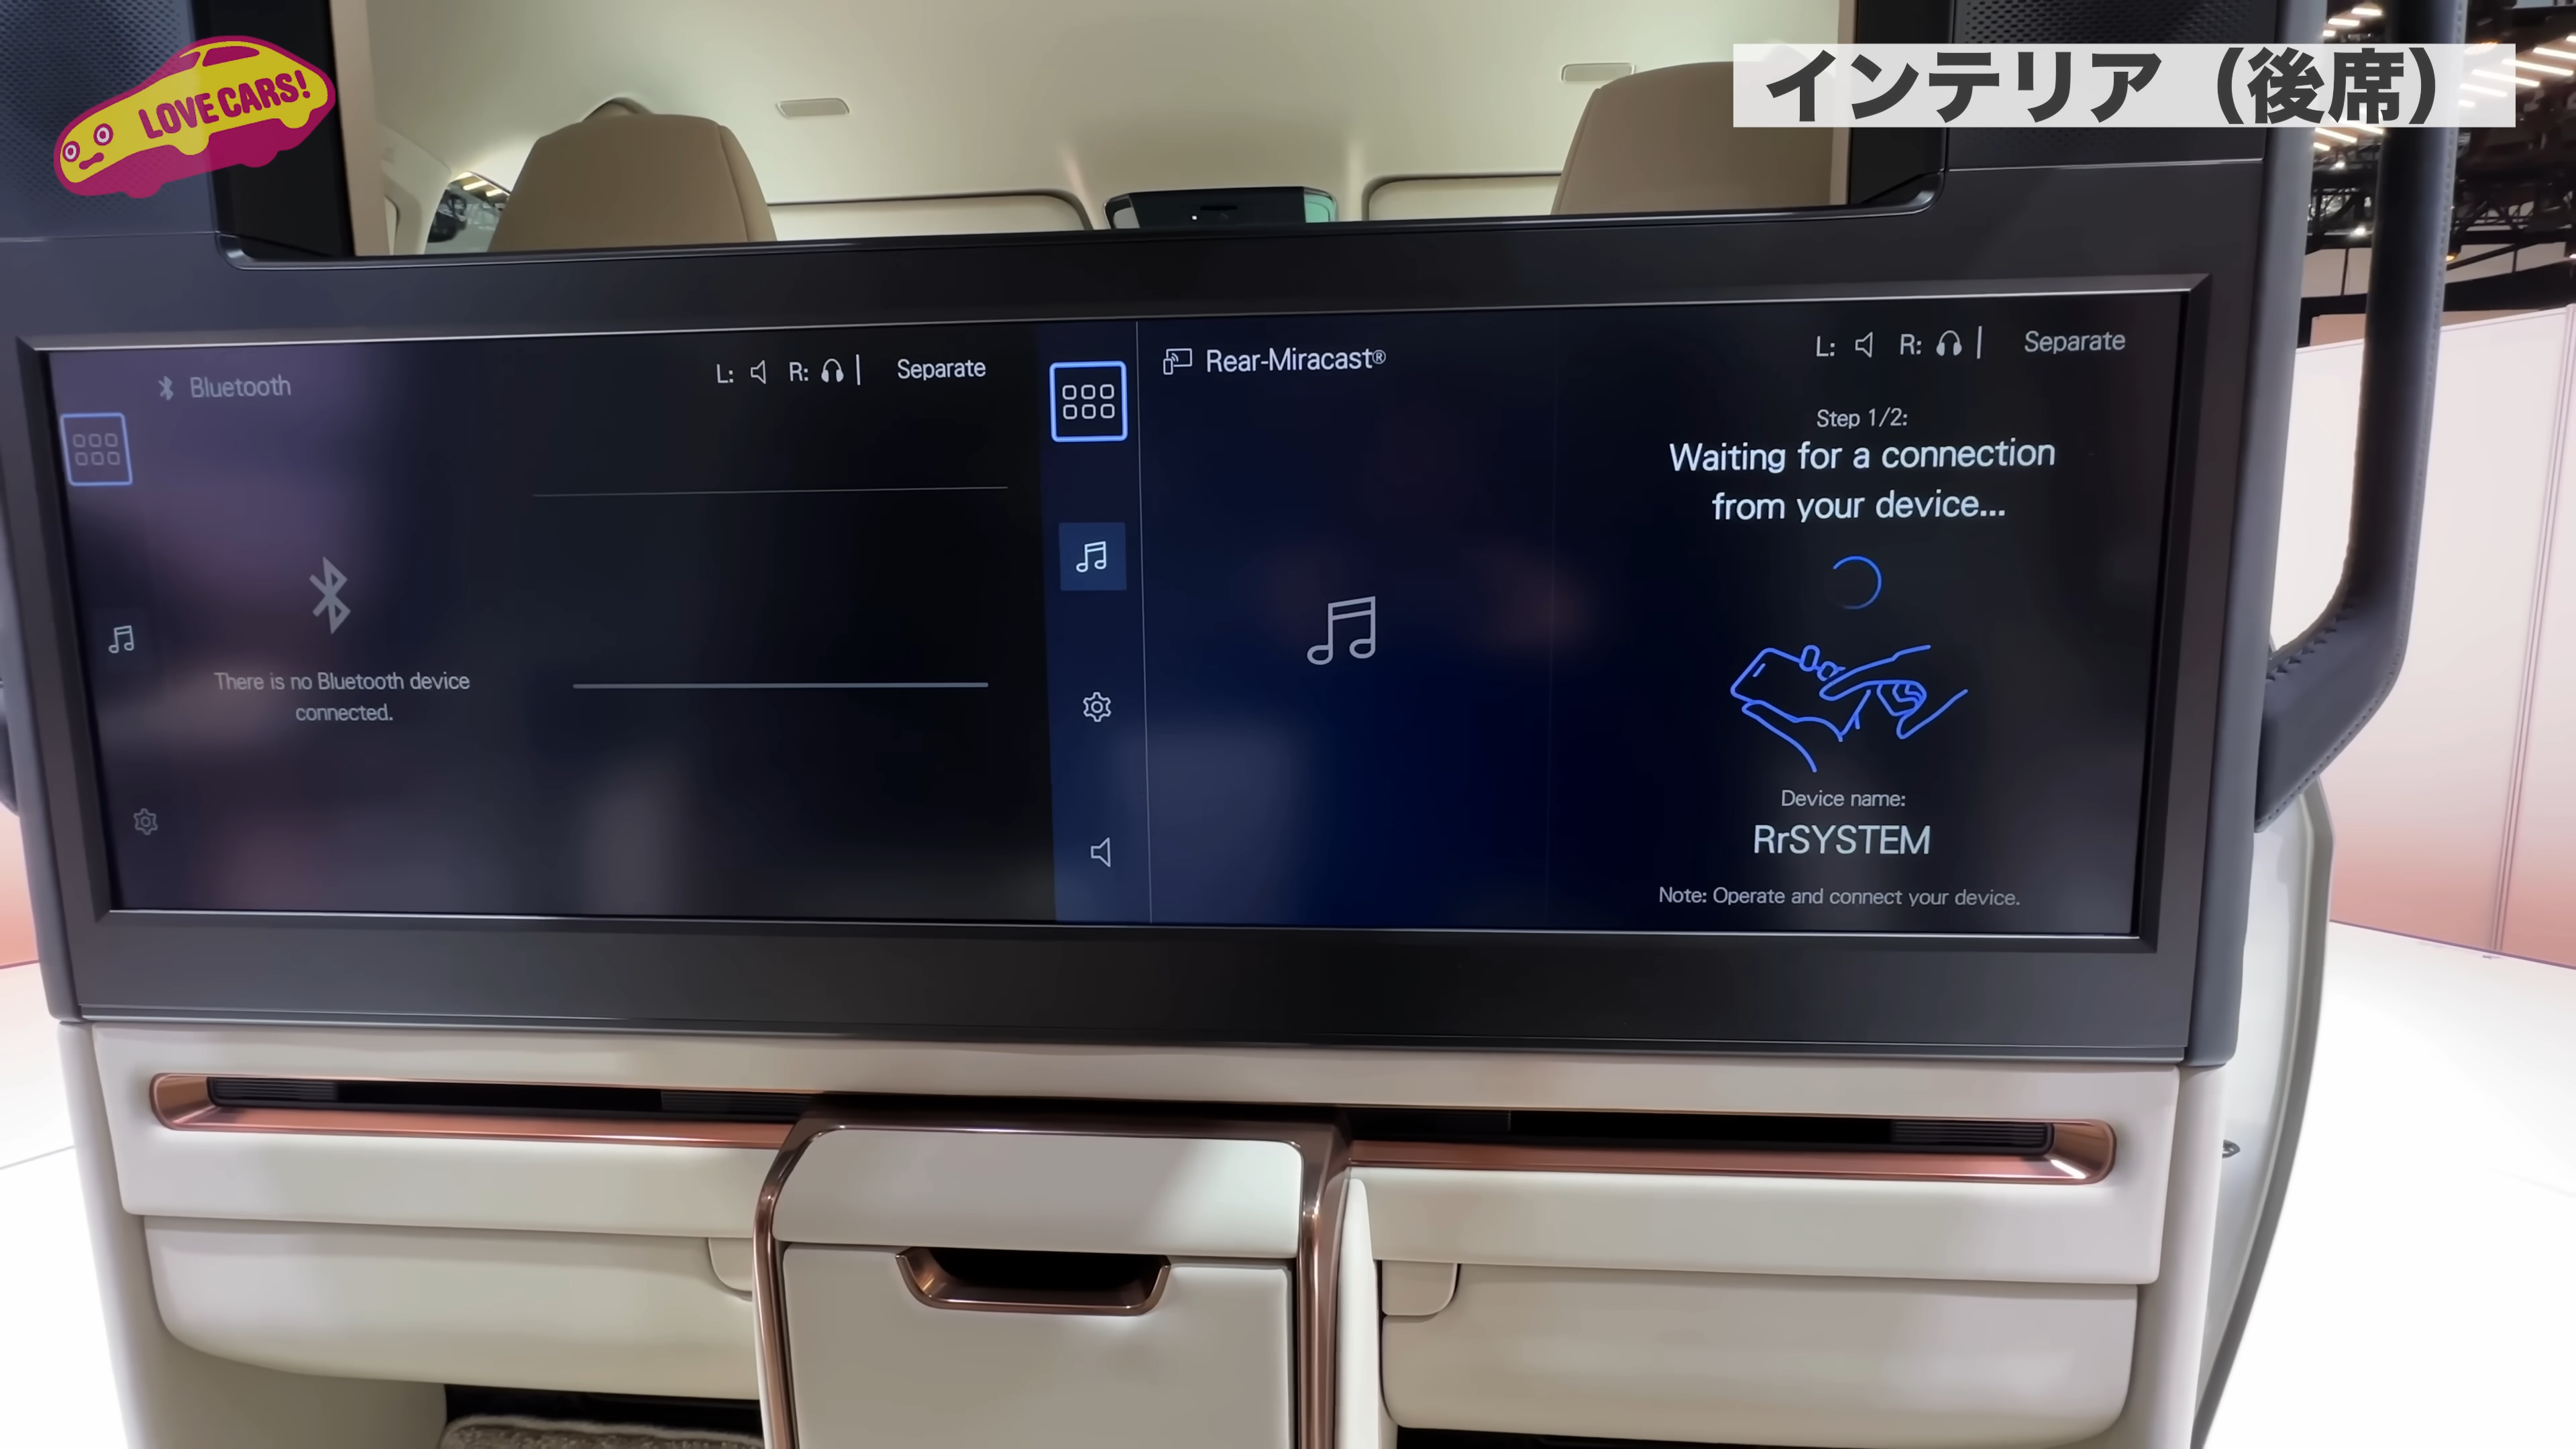 LOVE CARS!
インテリア（後席）
Bluetooth
L: R: | Separate
There is no Bluetooth device
connected.
Rear-Miracast®
L: R: | Separate
Step 1/2:
Waiting for a connection
from your device...
Device name:
RrSYSTEM
Note: Operate and connect your device.